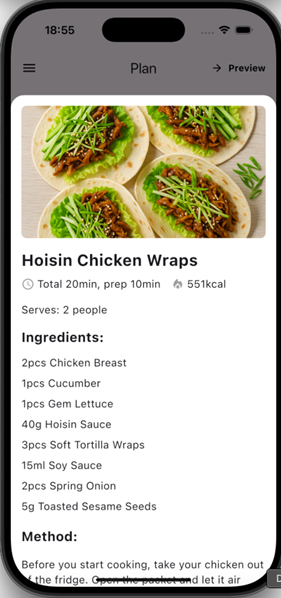 18:55
Plan
→ Preview
Hoisin Chicken Wraps
Total 20min, prep 10min 551kcal
Serves: 2 people
Ingredients:
2pcs Chicken Breast
1pcs Cucumber
1pcs Gem Lettuce
40g Hoisin Sauce
3pcs Soft Tortilla Wraps
15ml Soy Sauce
2pcs Spring Onion
5g Toasted Sesame Seeds
Method:
Before you start cooking, take your chicken out
of the fridge. Open the packet and let it air